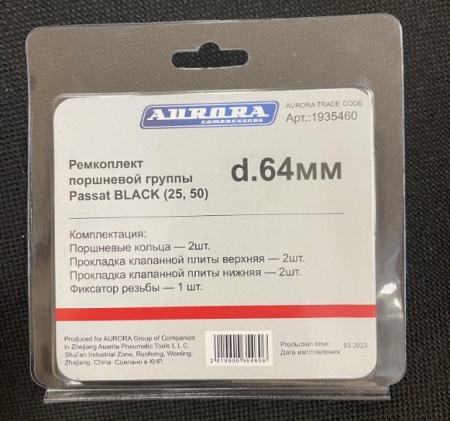 AURORA
COMPRESSORS
AURORA TRADE CODE
Арт.:1935460
Ремкоплект
поршневой группы
Passat BLACK (25, 50)
d.64мм
Комплектация:
Поршневые кольца — 2шт.
Прокладка клапанной плиты верхняя — 2шт.
Прокладка клапанной плиты нижняя — 2шт.
Фиксатор резьбы — 1 шт.
Produced for AURORA Group of Companies
in Zhejiang Auarita Pneumatic Tools L.L.C.
Shui'an Industrial Zone, Ruoheng, Wenling,
Zhejiang, China. Сделано в КНР.
Production time: 03.2023
Дата изготовления: